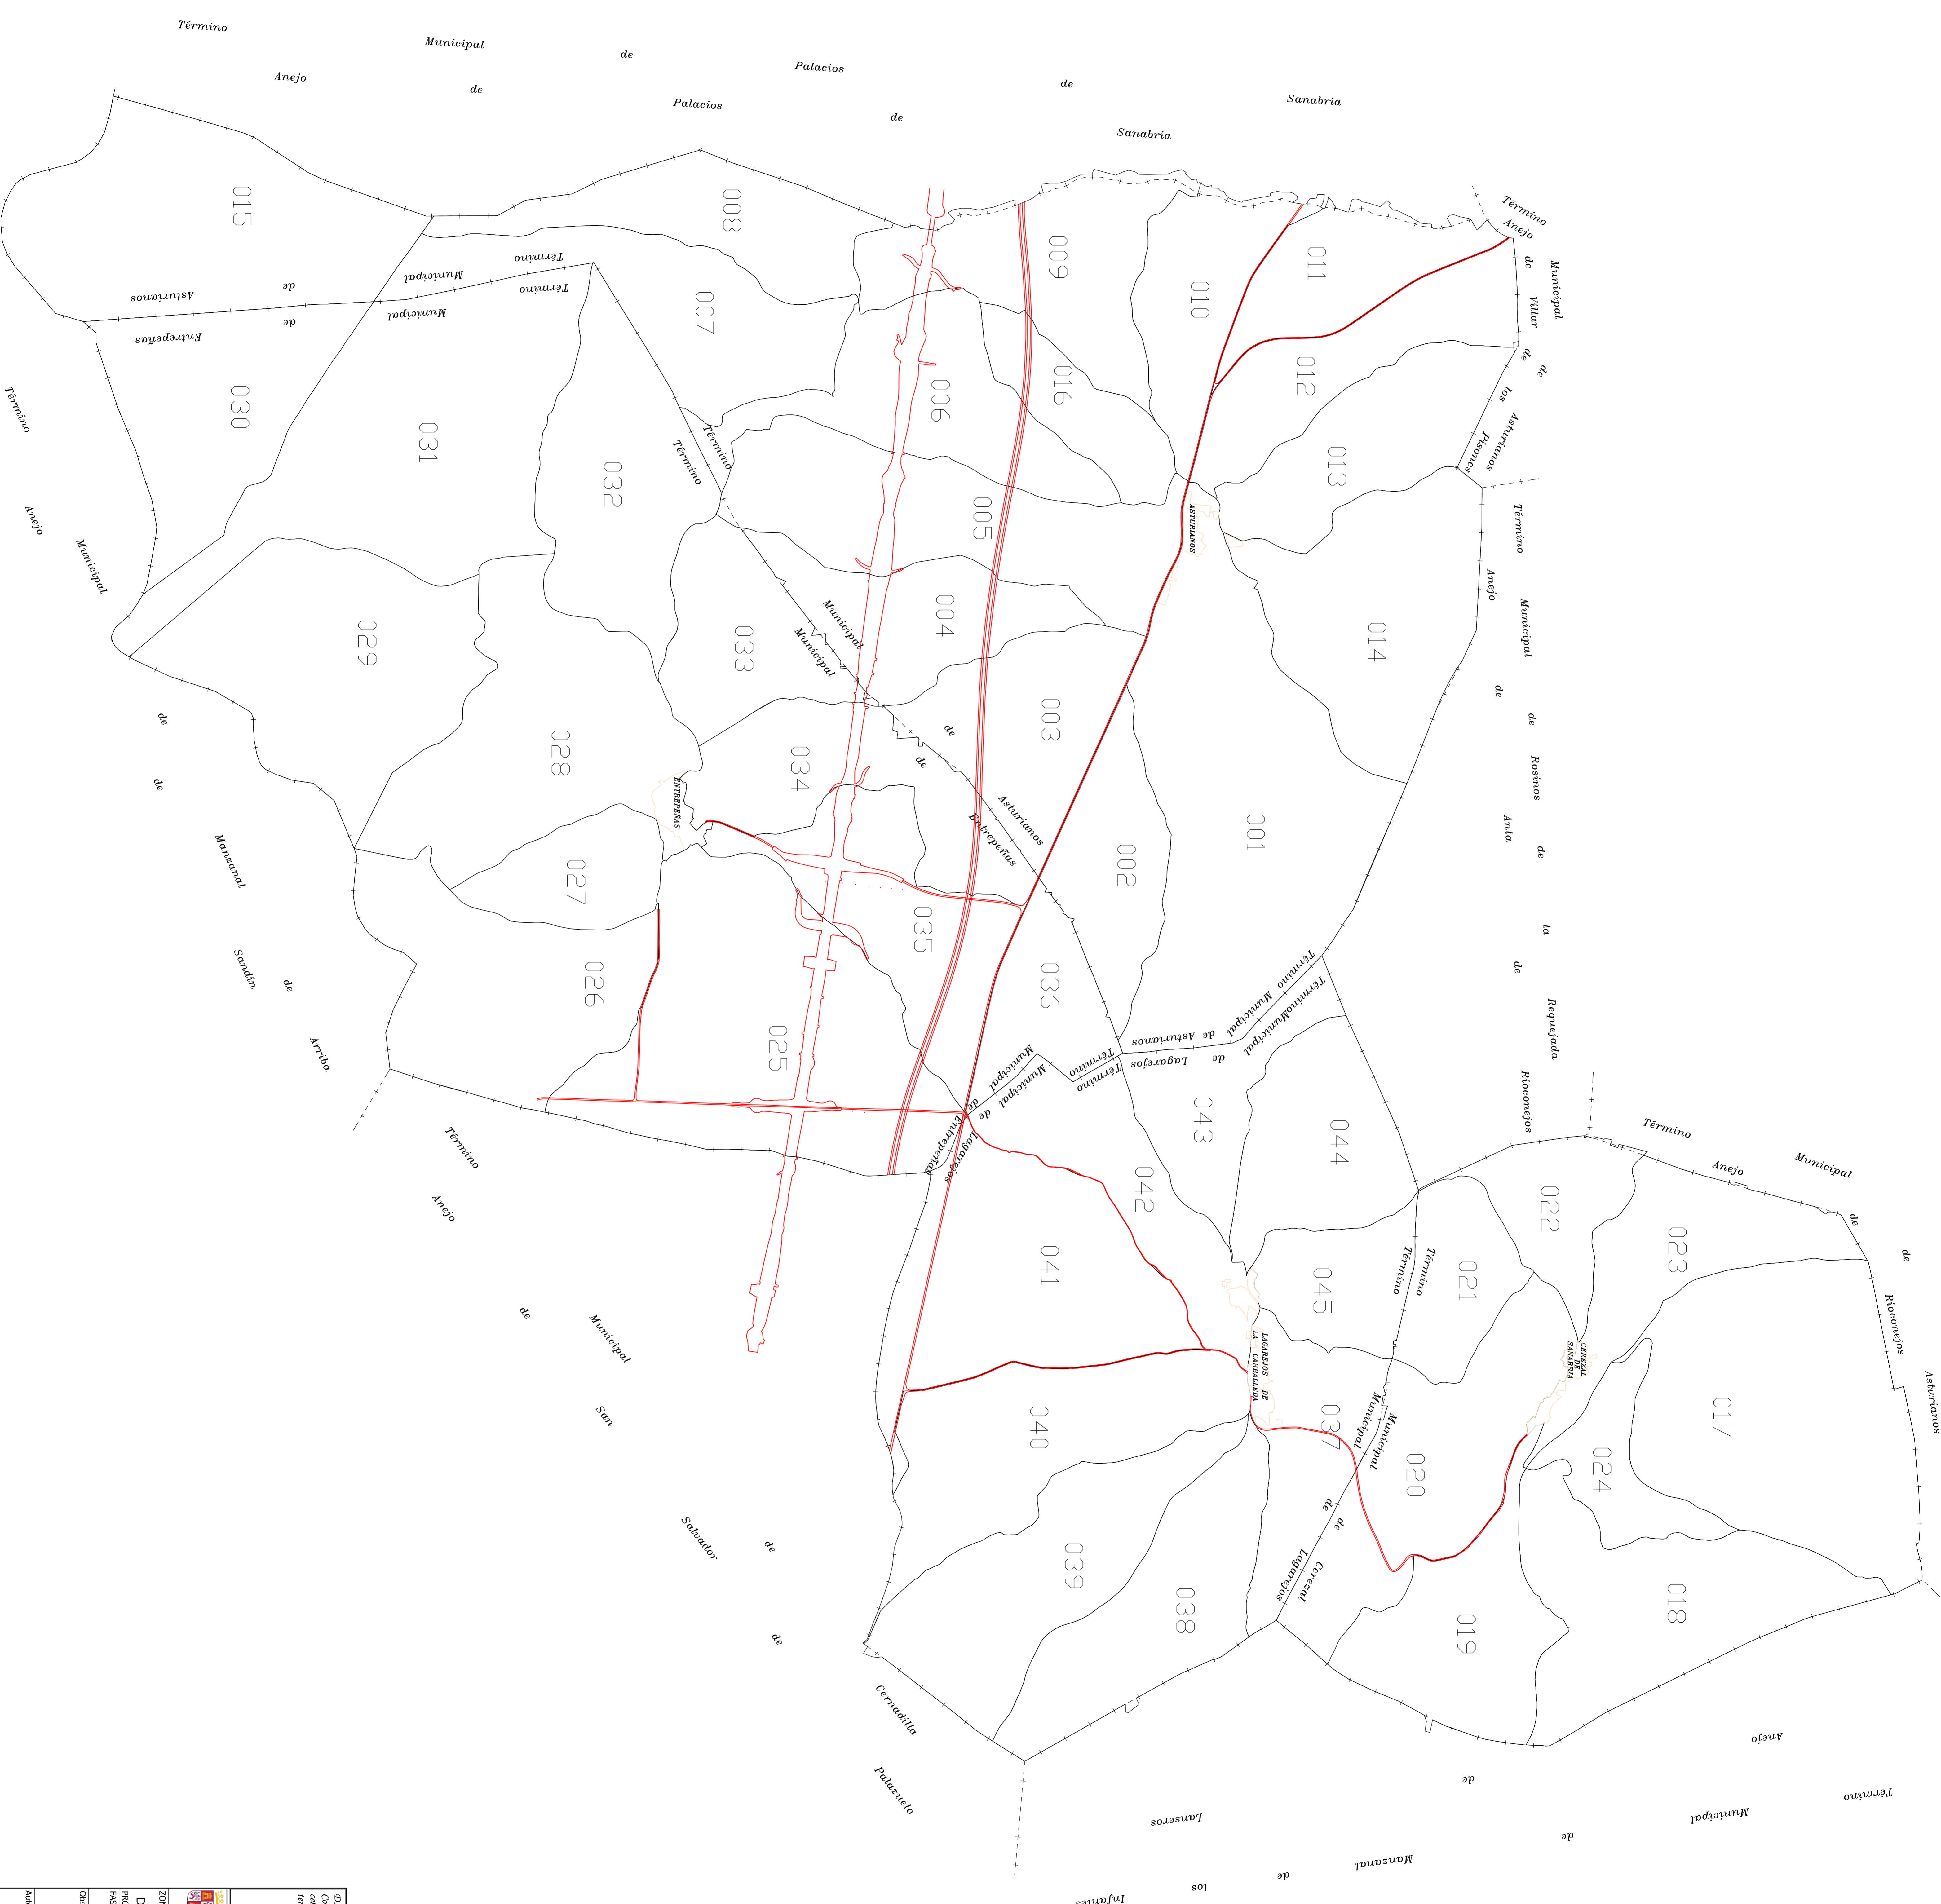 Término Municipal de Palacios de Sanabria
Anejo de Palacios de Sanabria
Término Municipal de Villar de los Pisones
Anejo de Asturianos
Término Municipal de Rosinos de la Requejada
Anejo de Anta de Rioconejos
Término Municipal de Asturianos
Anejo de Rioconejos
Término Municipal de Manzanal de los Infantes
Anejo de Lanseros
Término Municipal de San Salvador de Palazuelo
Anejo de Cernadilla
Término Municipal de Manzanal de Arriba
Anejo de Sandín
Término Municipal de Asturianos
Término Municipal de Entrepeñas
Término Municipal de Asturianos
Término Municipal de Entrepeñas
Término Municipal de Asturianos
Término Municipal de Lagarejos
Término Municipal de Entrepeñas
Término Municipal de Lagarejos
Término Municipal de Cerezal
Término Municipal de Lagarejos
015
008
009
010
011
007
006
016
012
013
030
031
032
005
004
014
029
033
003
028
034
002
001
027
035
026
036
025
043
044
042
022
023
041
045
021
040
037
020
017
024
039
038
019
018
ASTURIANOS
ENTREPEÑAS
LAGAREJOS DE
LA CARBALLEDA
CEREZAL
DE
SANABRIA